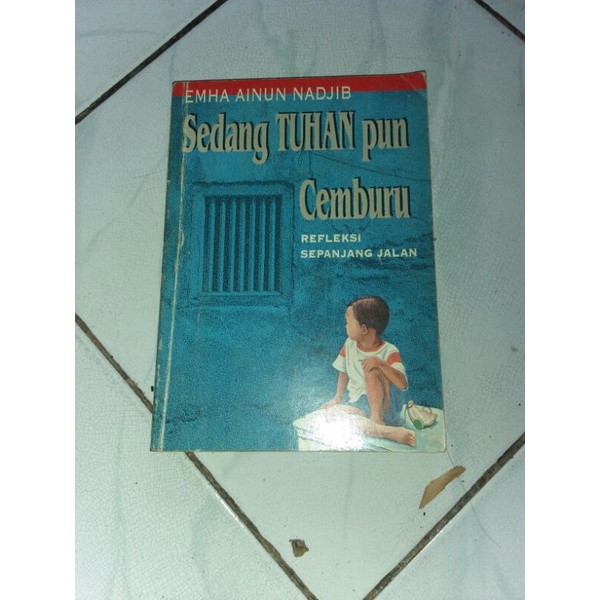 EMHA AINUN NADJIB
Sedang TUHAN pun
Cemburu
REFLEKSI
SEPANJANG JALAN